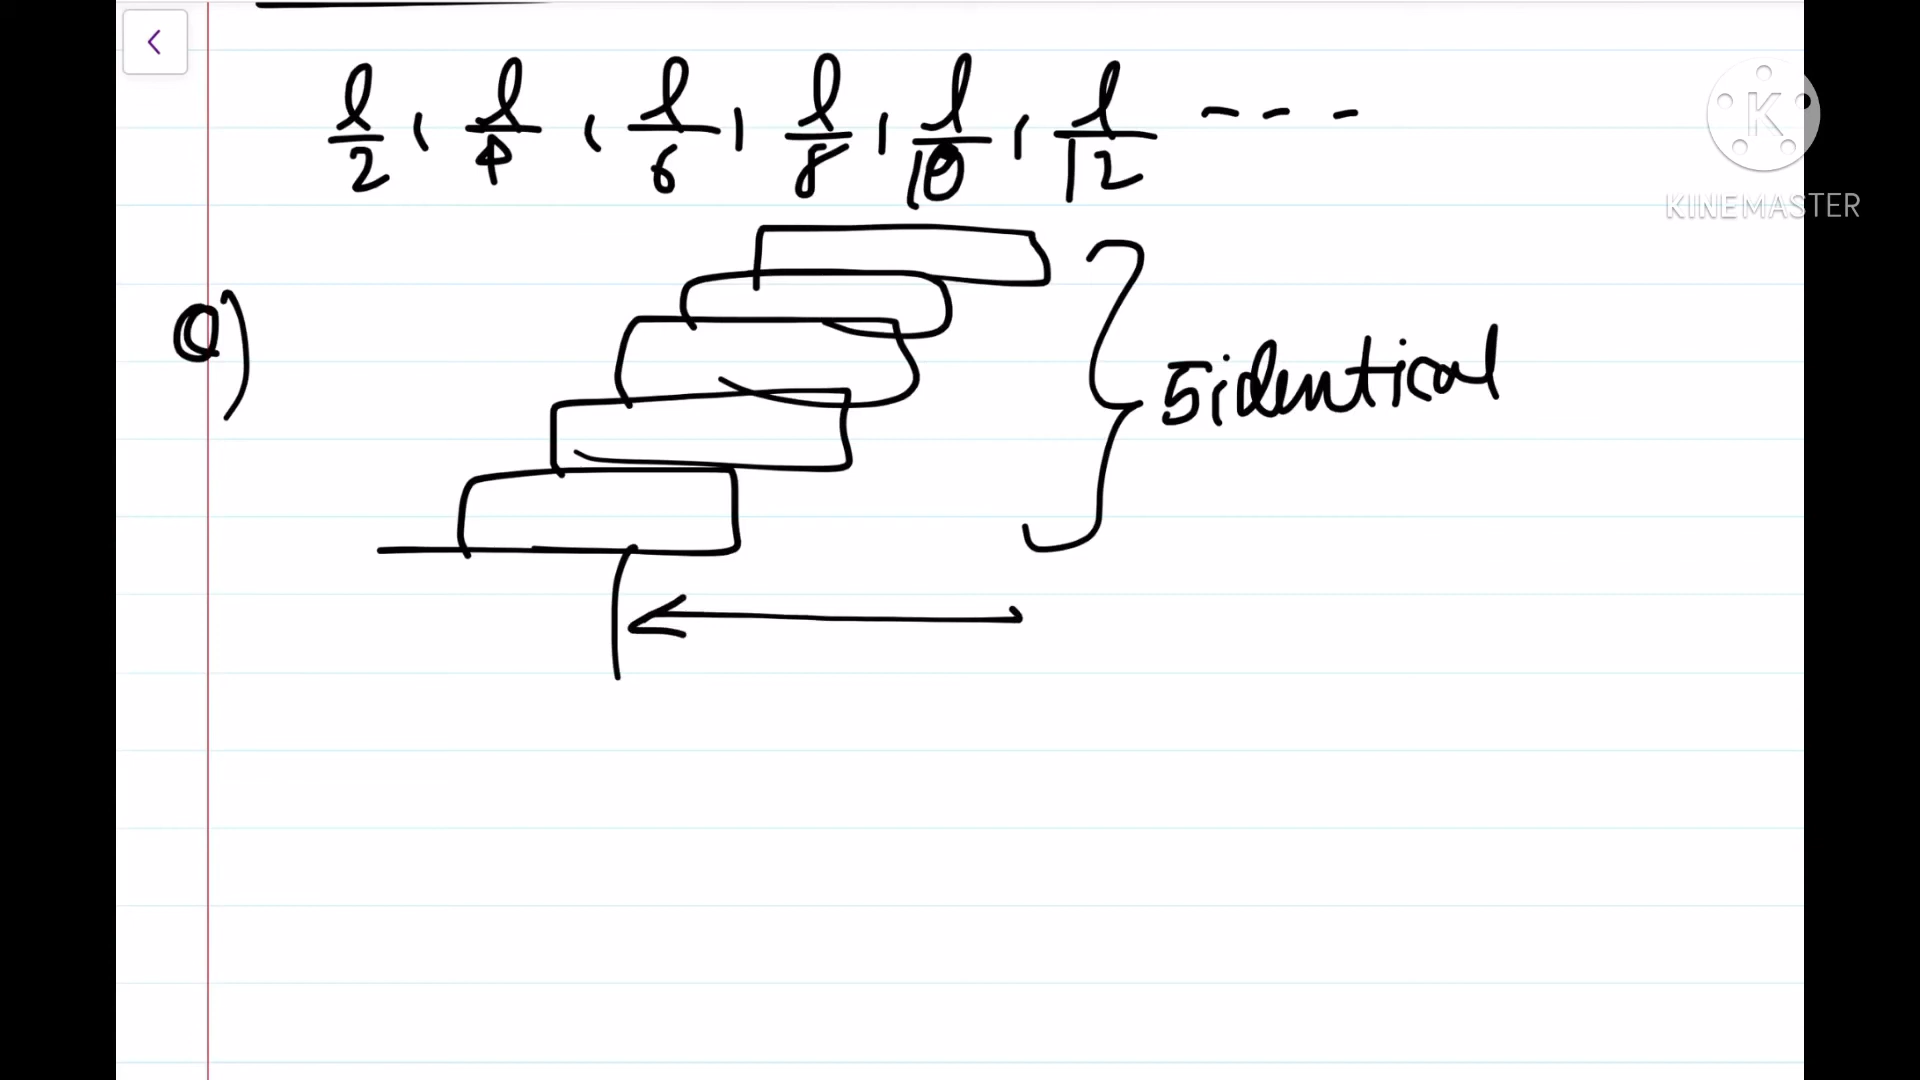 l/2, l/4, l/6, l/8, l/10, l/12 ---
Q)
5 identical
K
KINEMASTER